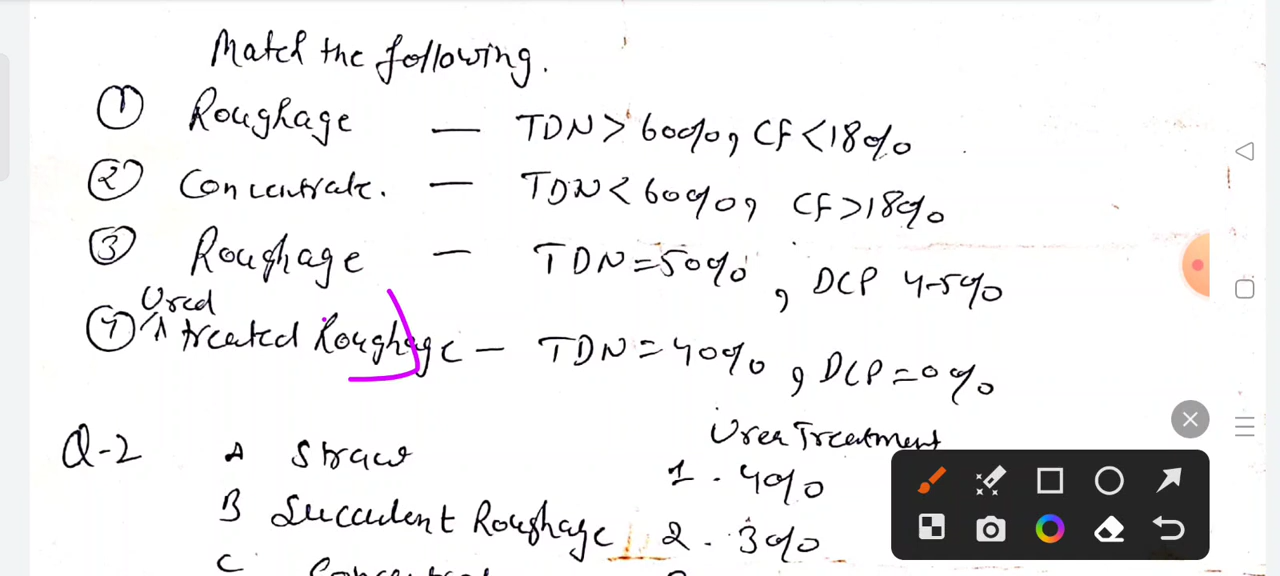 Match the following.
① Roughage — TDN > 60%, CF < 18%
② Concentrate. — TDN < 60%, CF > 18%
③ Roughage — TDN = 50%, DCP 4-5%
Urea
④ ^ treated Roughage — TDN = 40%, DCP = 0%
Urea Treatment
Q-2 A Straw 1. 4%
B Succulent Roughage 2. 3%
C